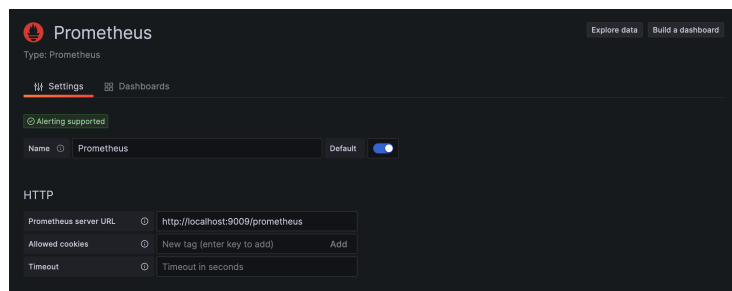 Prometheus
Explore data
Build a dashboard
Type: Prometheus
Settings
Dashboards
Alerting supported
Name
Prometheus
Default
HTTP
Prometheus server URL
http://localhost:9009/prometheus
Allowed cookies
New tag (enter key to add)
Add
Timeout
Timeout in seconds